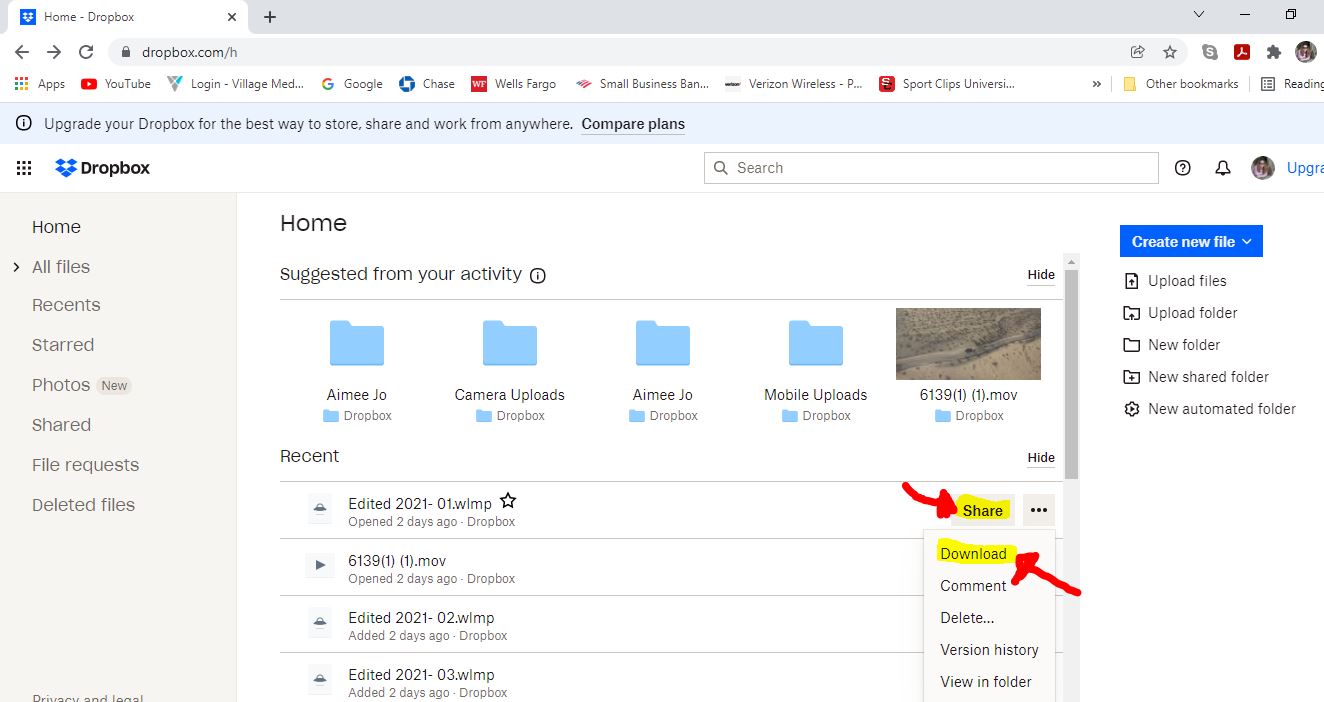 Home - Dropbox
dropbox.com/h
Apps YouTube Login - Village Med... Google Chase Wells Fargo Small Business Ban... Verizon Wireless - P... Sport Clips Universi... » Other bookmarks Reading
Upgrade your Dropbox for the best way to store, share and work from anywhere. Compare plans
Dropbox Search Upgra
Home
All files
Recents
Starred
Photos New
Shared
File requests
Deleted files
Privacy and legal
Home
Suggested from your activity Hide
Aimee Jo Camera Uploads Aimee Jo Mobile Uploads 6139(1) (1).mov
Dropbox Dropbox Dropbox Dropbox Dropbox
Recent Hide
Edited 2021- 01.wlmp
Opened 2 days ago · Dropbox
6139(1) (1).mov
Opened 2 days ago · Dropbox
Edited 2021- 02.wlmp
Added 2 days ago · Dropbox
Edited 2021- 03.wlmp
Added 2 days ago · Dropbox
Share
Download
Comment
Delete...
Version history
View in folder
Create new file
Upload files
Upload folder
New folder
New shared folder
New automated folder